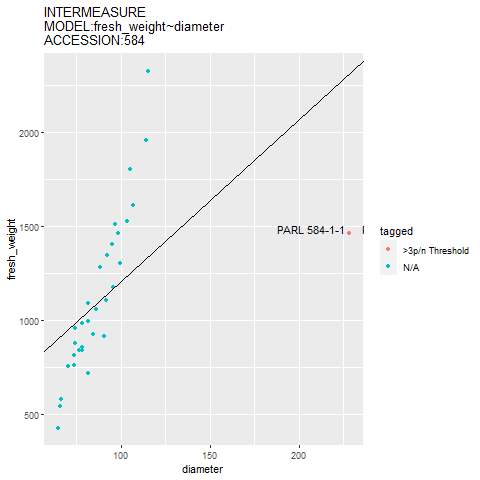 INTERMEASURE
MODEL:fresh_weight~diameter
ACCESSION:584
fresh_weight
2000
1500
1000
500
PARL 584-1-1
100
150
200
diameter
tagged
>3p/n Threshold
N/A